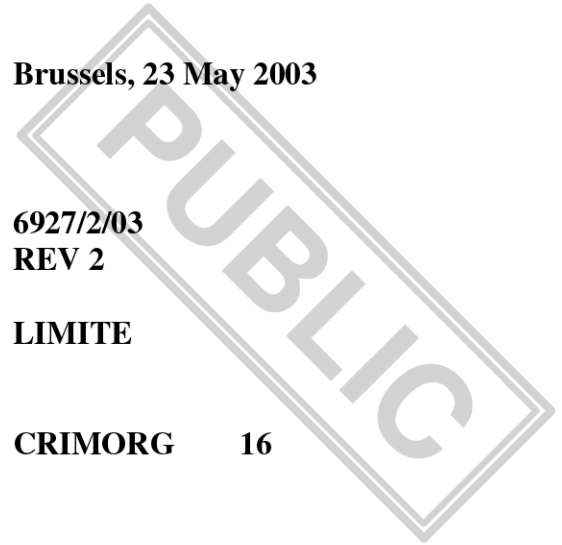 Brussels, 23 May 2003
6927/2/03
REV 2
LIMITE
CRIMORG 16
PUBLIC